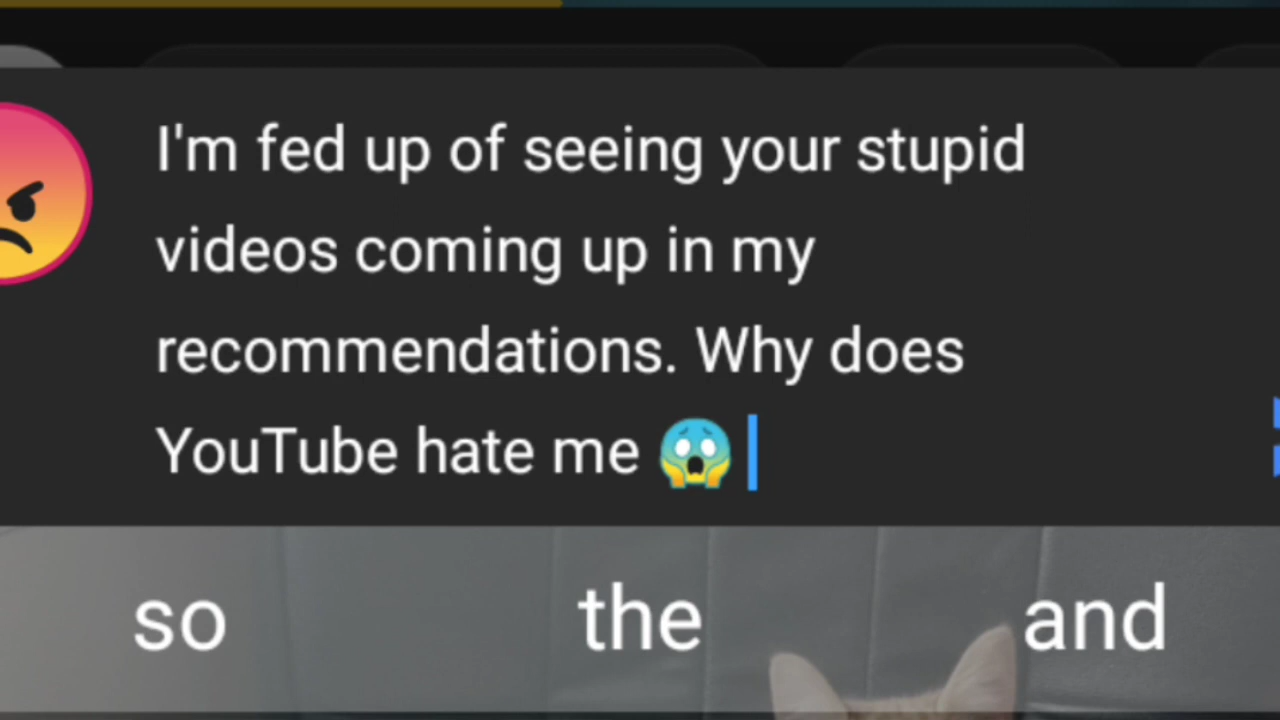 I'm fed up of seeing your stupid
videos coming up in my
recommendations. Why does
YouTube hate me 😱
so the and